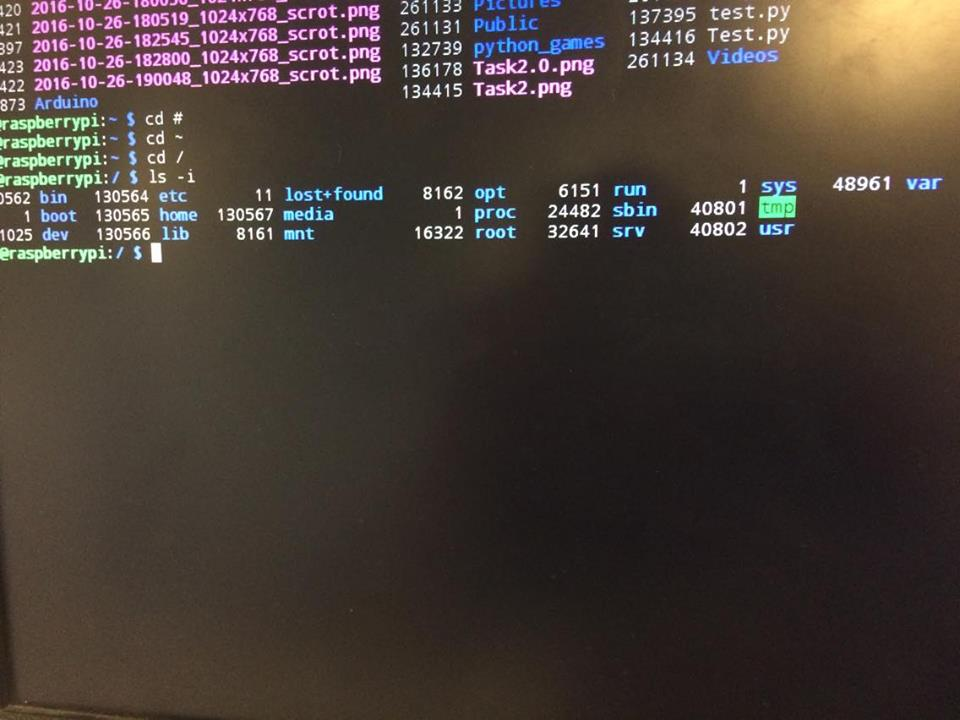 420 2016-10-26-180058_1024x768_scrot.png 261133 Pictures
421 2016-10-26-180519_1024x768_scrot.png 261131 Public 137395 test.py
397 2016-10-26-182545_1024x768_scrot.png 132739 python_games 134416 Test.py
423 2016-10-26-182800_1024x768_scrot.png 136178 Task2.0.png 261134 Videos
422 2016-10-26-190048_1024x768_scrot.png 134415 Task2.png
873 Arduino
@raspberrypi:~ $ cd #
@raspberrypi:~ $ cd ~
@raspberrypi:~ $ cd /
@raspberrypi:/ $ ls -i
0562 bin 130564 etc 11 lost+found 8162 opt 6151 run 1 sys 48961 var
1 boot 130565 home 130567 media 1 proc 24482 sbin 40801 tmp
1025 dev 130566 lib 8161 mnt 16322 root 32641 srv 40802 usr
@raspberrypi:/ $